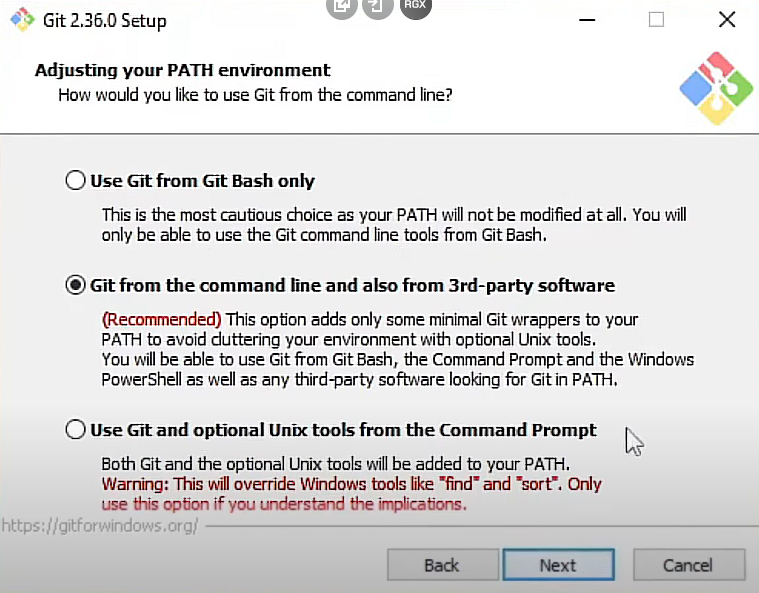 RGX
Git 2.36.0 Setup
Adjusting your PATH environment
How would you like to use Git from the command line?
Use Git from Git Bash only
This is the most cautious choice as your PATH will not be modified at all. You will
only be able to use the Git command line tools from Git Bash.
Git from the command line and also from 3rd-party software
(Recommended) This option adds only some minimal Git wrappers to your
PATH to avoid cluttering your environment with optional Unix tools.
You will be able to use Git from Git Bash, the Command Prompt and the Windows
PowerShell as well as any third-party software looking for Git in PATH.
Use Git and optional Unix tools from the Command Prompt
Both Git and the optional Unix tools will be added to your PATH.
Warning: This will override Windows tools like "find" and "sort". Only
use this option if you understand the implications.
https://gitforwindows.org/
Back Next Cancel